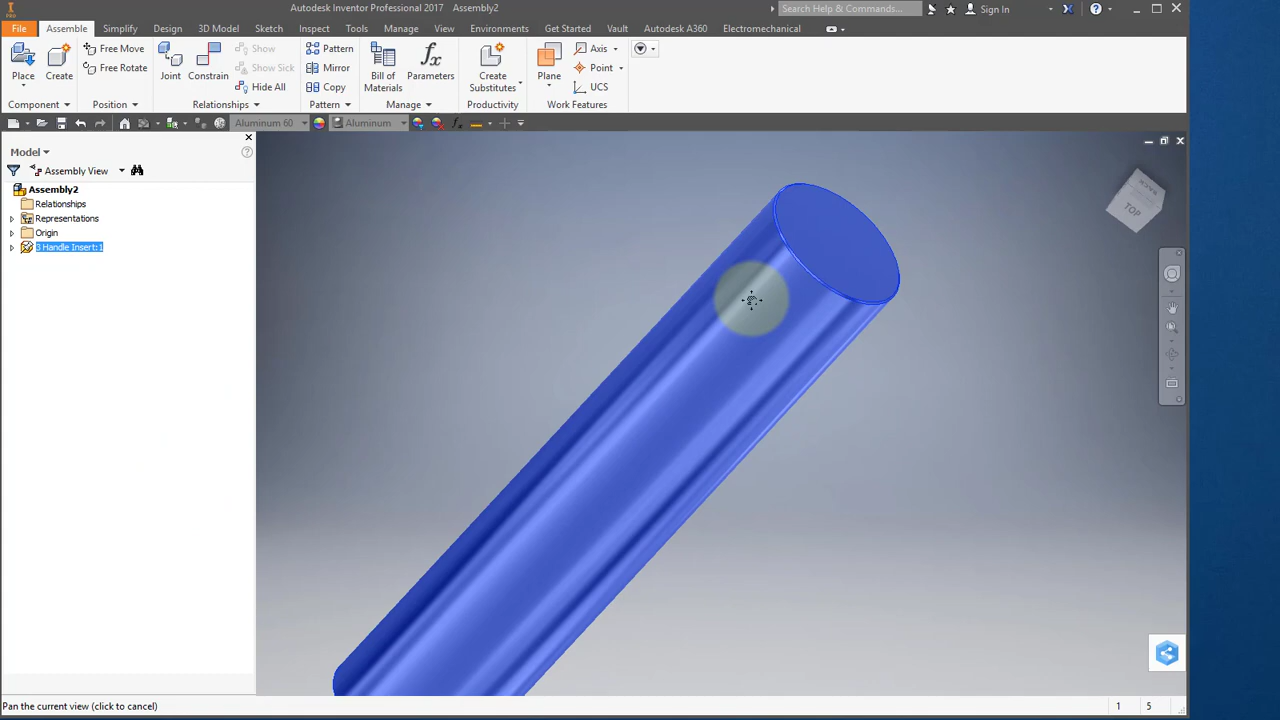 Autodesk Inventor Professional 2017 Assembly2
Search Help & Commands...
Sign In
PRO
File Assemble Simplify Design 3D Model Sketch Inspect Tools Manage View Environments Get Started Vault Autodesk A360 Electromechanical
Place
Create
Free Move
Free Rotate
Joint
Constrain
Show
Show Sick
Hide All
Pattern
Mirror
Copy
Bill of
Materials
Parameters
Create
Substitutes
Plane
Axis
Point
UCS
Component Position Relationships Pattern Manage Productivity Work Features
Aluminum 60
Aluminum
Model
Assembly View
Assembly2
Relationships
Representations
Origin
3 Handle Insert:1
TOP
Pan the current view (click to cancel)
1 5